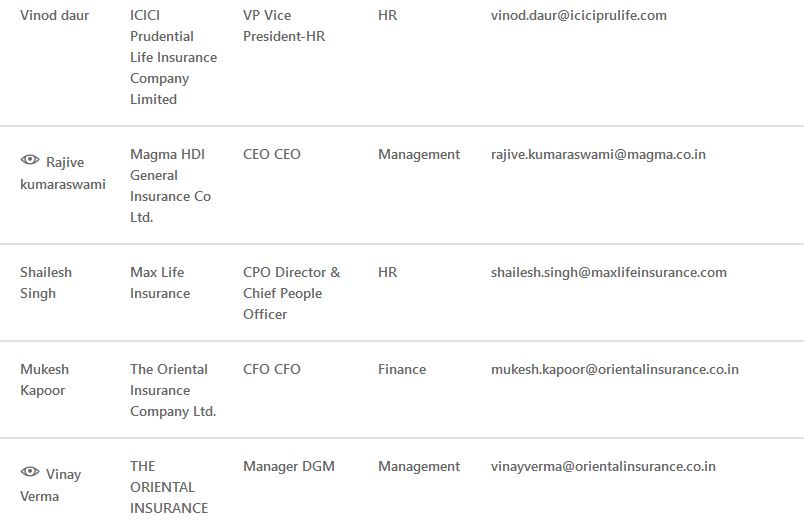 Vinod daur
ICICI
Prudential
Life Insurance
Company
Limited
VP Vice
President-HR
HR
vinod.daur@iciciprulife.com
Rajive
kumaraswami
Magma HDI
General
Insurance Co
Ltd.
CEO CEO
Management
rajive.kumaraswami@magma.co.in
Shailesh
Singh
Max Life
Insurance
CPO Director &
Chief People
Officer
HR
shailesh.singh@maxlifeinsurance.com
Mukesh
Kapoor
The Oriental
Insurance
Company Ltd.
CFO CFO
Finance
mukesh.kapoor@orientalinsurance.co.in
Vinay
Verma
THE
ORIENTAL
INSURANCE
Manager DGM
Management
vinayverma@orientalinsurance.co.in